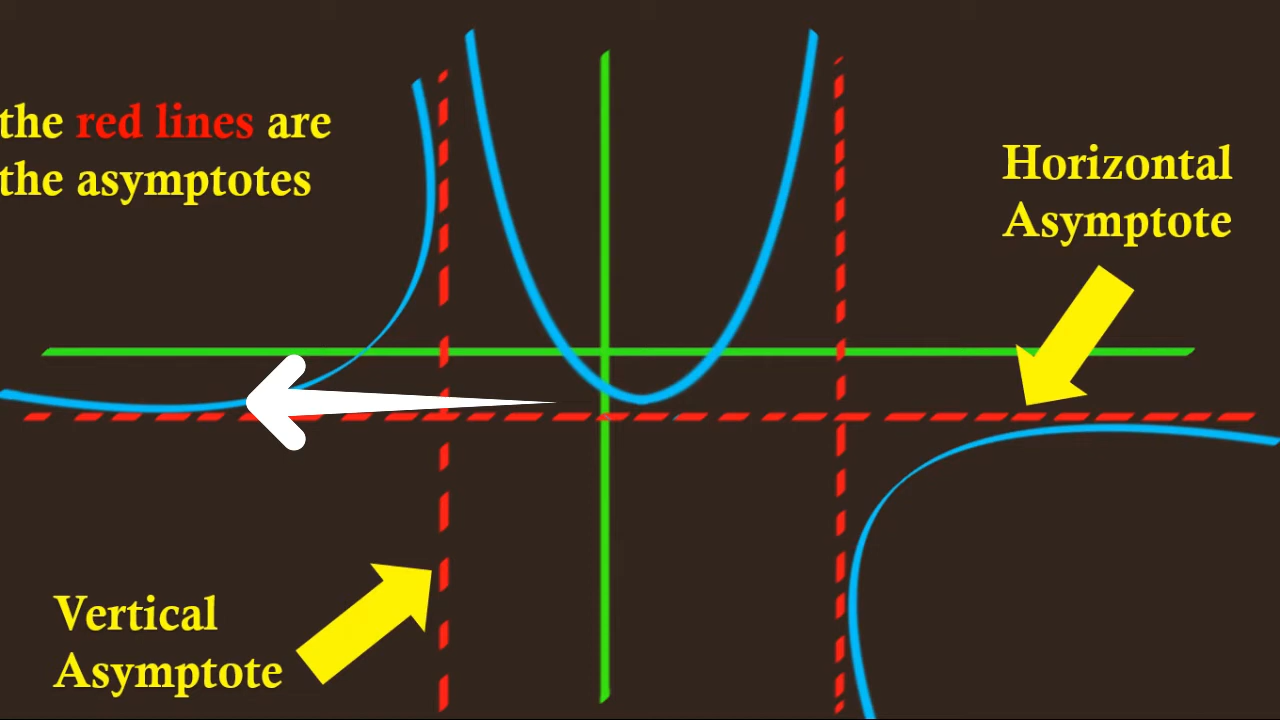 the red lines are
the asymptotes
Horizontal
Asymptote
Vertical
Asymptote